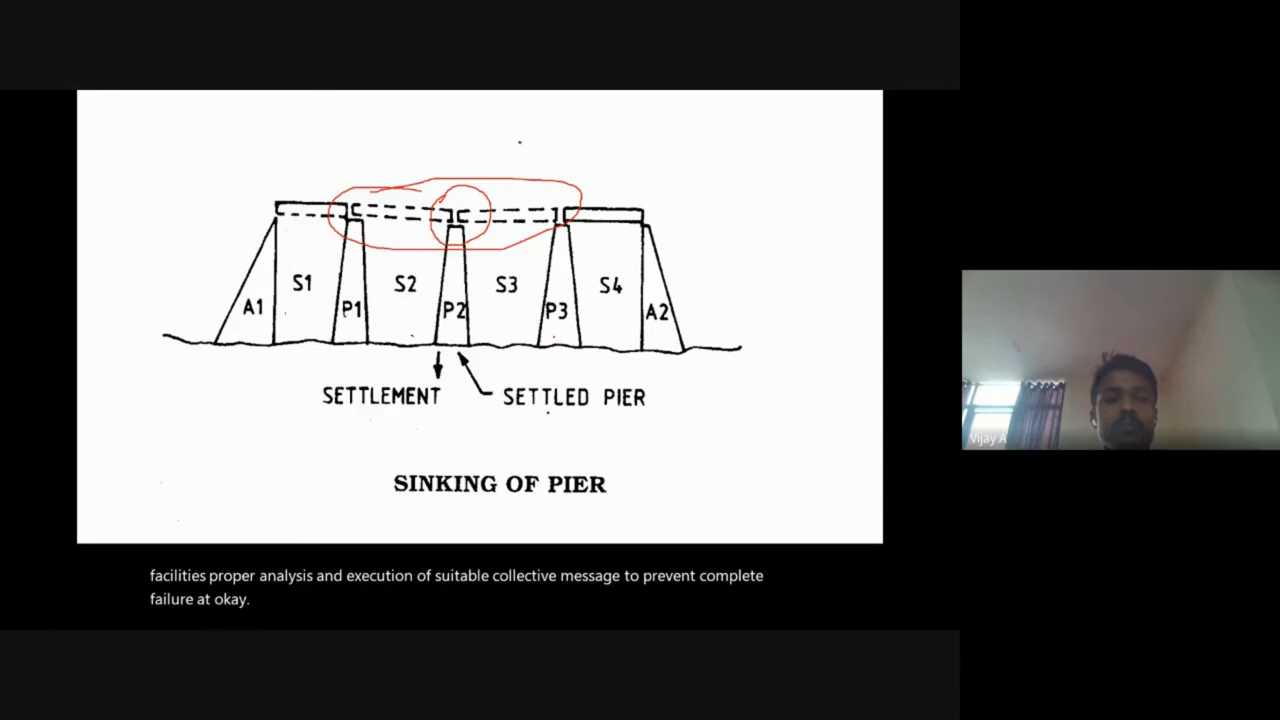 S1 S2 S3 S4
A1 P1 P2 P3 A2
SETTLEMENT SETTLED PIER
SINKING OF PIER
Vijay A
facilities proper analysis and execution of suitable collective message to prevent complete
failure at okay.